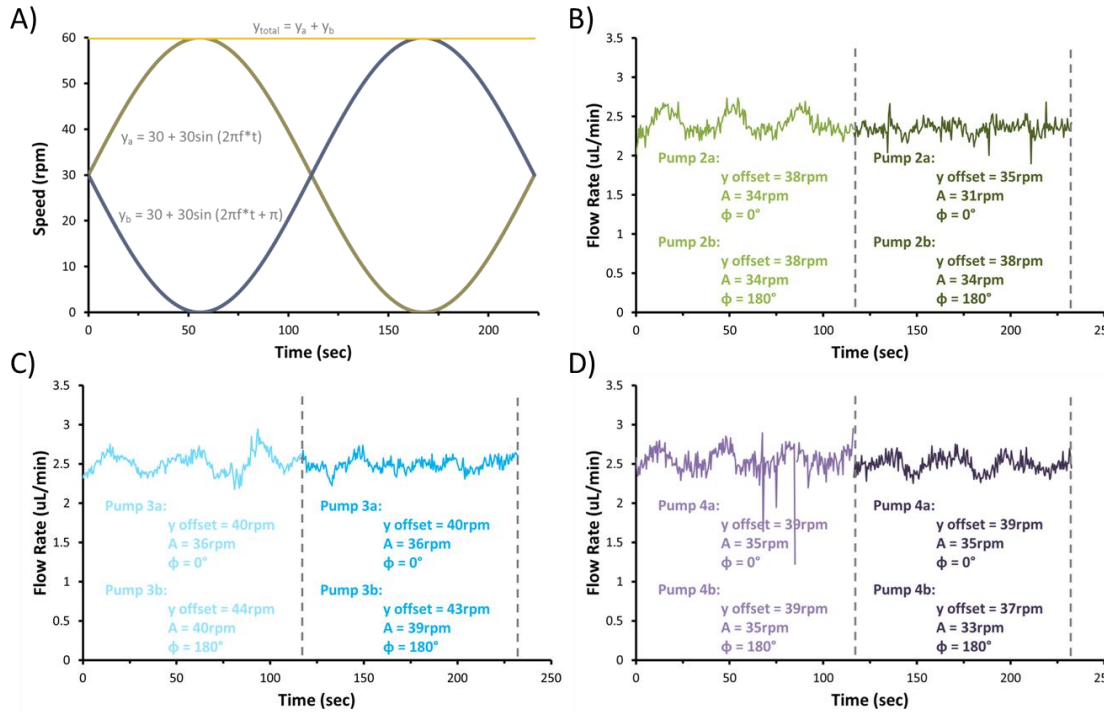 A)
y_total = y_a + y_b
60
50
40
30
20
10
0
Speed (rpm)
y_a = 30 + 30sin (2πf*t)
y_b = 30 + 30sin (2πf*t + π)
0 50 100 150 200
Time (sec)
B)
3.5
3
2.5
2
1.5
1
0.5
0
Flow Rate (uL/min)
Pump 2a:
y offset = 38rpm
A = 34rpm
ϕ = 0°
Pump 2b:
y offset = 38rpm
A = 34rpm
ϕ = 180°
Pump 2a:
y offset = 35rpm
A = 31rpm
ϕ = 0°
Pump 2b:
y offset = 38rpm
A = 34rpm
ϕ = 180°
0 50 100 150 200 250
Time (sec)
C)
3.5
3
2.5
2
1.5
1
0.5
0
Flow Rate (uL/min)
Pump 3a:
y offset = 40rpm
A = 36rpm
ϕ = 0°
Pump 3b:
y offset = 44rpm
A = 40rpm
ϕ = 180°
Pump 3a:
y offset = 40rpm
A = 36rpm
ϕ = 0°
Pump 3b:
y offset = 43rpm
A = 39rpm
ϕ = 180°
0 50 100 150 200 250
Time (sec)
D)
3.5
3
2.5
2
1.5
1
0.5
0
Flow Rate (uL/min)
Pump 4a:
y offset = 39rpm
A = 35rpm
ϕ = 0°
Pump 4b:
y offset = 39rpm
A = 35rpm
ϕ = 180°
Pump 4a:
y offset = 39rpm
A = 35rpm
ϕ = 0°
Pump 4b:
y offset = 37rpm
A = 33rpm
ϕ = 180°
0 50 100 150 200 250
Time (sec)